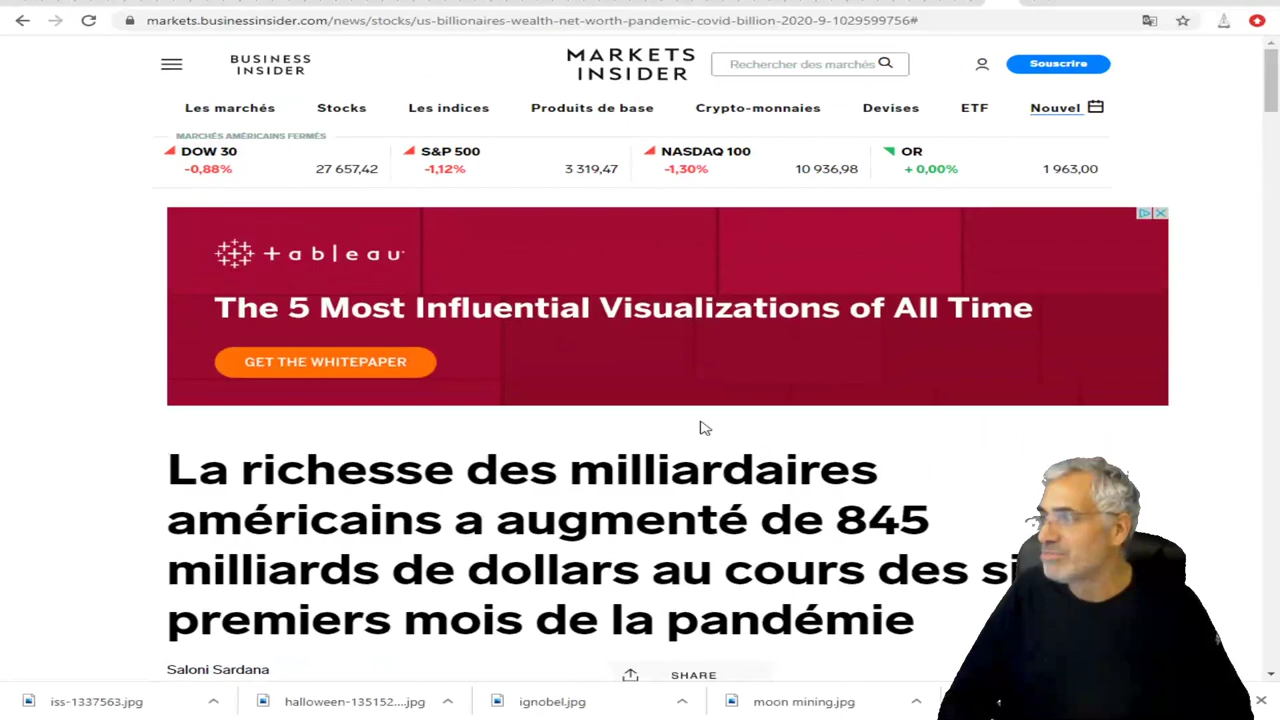 markets.businessinsider.com/news/stocks/us-billionaires-wealth-net-worth-pandemic-covid-billion-2020-9-1029599756#
BUSINESS
INSIDER
MARKETS
INSIDER
Rechercher des marchés
Souscrire
Les marchés Stocks Les indices Produits de base Crypto-monnaies Devises ETF Nouvel
MARCHÉS AMÉRICAINS FERMÉS
DOW 30 S&P 500 NASDAQ 100 OR
-0,88% 27 657,42 -1,12% 3 319,47 -1,30% 10 936,98 + 0,00% 1 963,00
+ a b l e a u
The 5 Most Influential Visualizations of All Time
GET THE WHITEPAPER
La richesse des milliardaires
américains a augmenté de 845
milliards de dollars au cours des si
premiers mois de la pandémie
Saloni Sardana
SHARE
iss-1337563.jpg halloween-135152....jpg ignobel.jpg moon mining.jpg